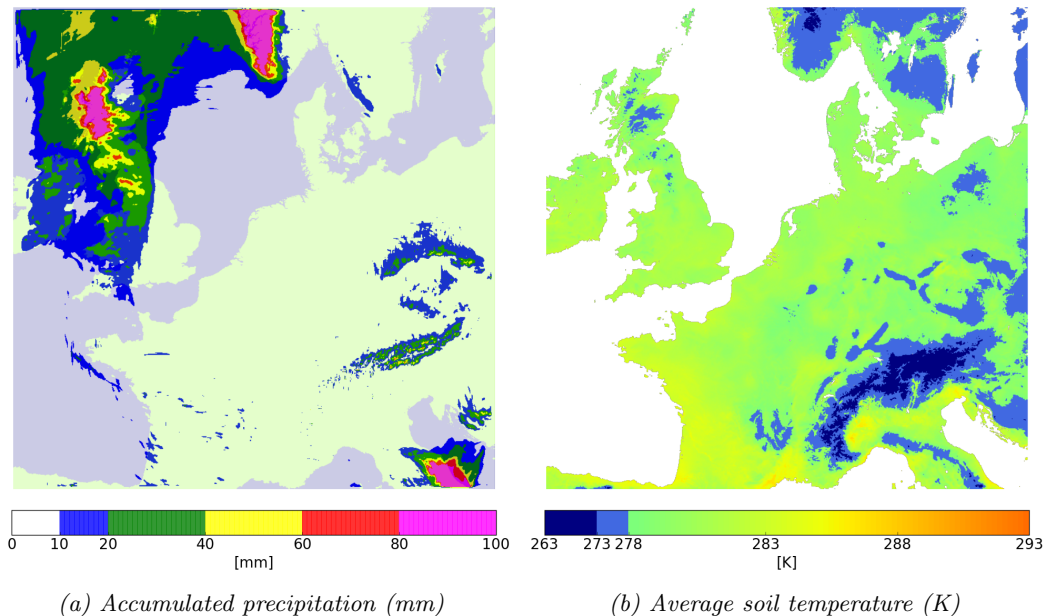 0 10 20 40 60 80 100
[mm]
263 273 278 283 288 293
[K]
(a) Accumulated precipitation (mm)
(b) Average soil temperature (K)